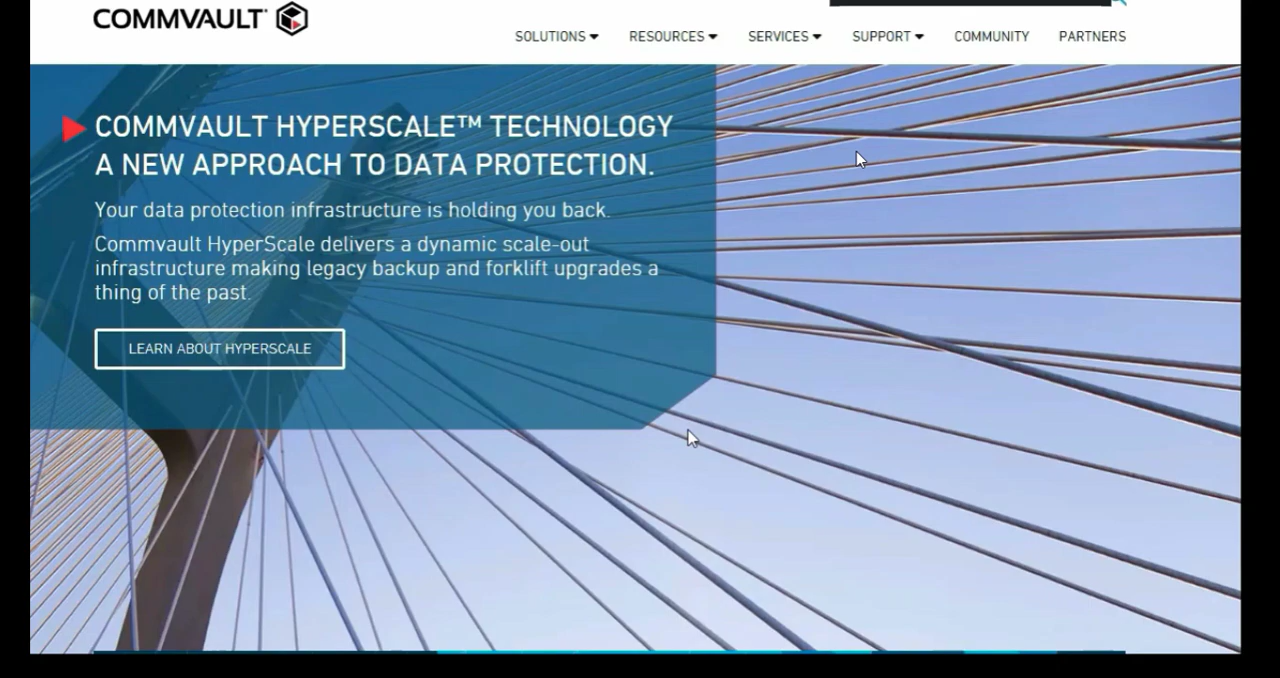 COMMVAULT
SOLUTIONS RESOURCES SERVICES SUPPORT COMMUNITY PARTNERS
COMMVAULT HYPERSCALE™ TECHNOLOGY
A NEW APPROACH TO DATA PROTECTION.
Your data protection infrastructure is holding you back.
Commvault HyperScale delivers a dynamic scale-out
infrastructure making legacy backup and forklift upgrades a
thing of the past.
LEARN ABOUT HYPERSCALE